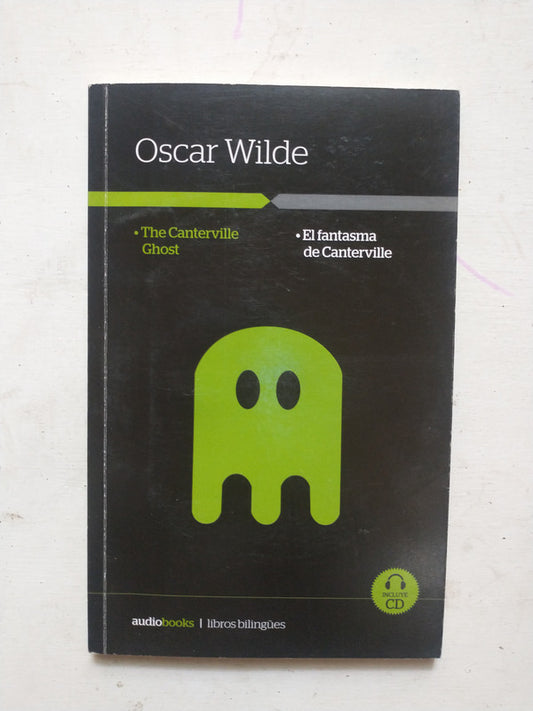 Oscar Wilde
• The Canterville
Ghost
• El fantasma
de Canterville
INCLUYE
CD
audiobooks | libros bilingües